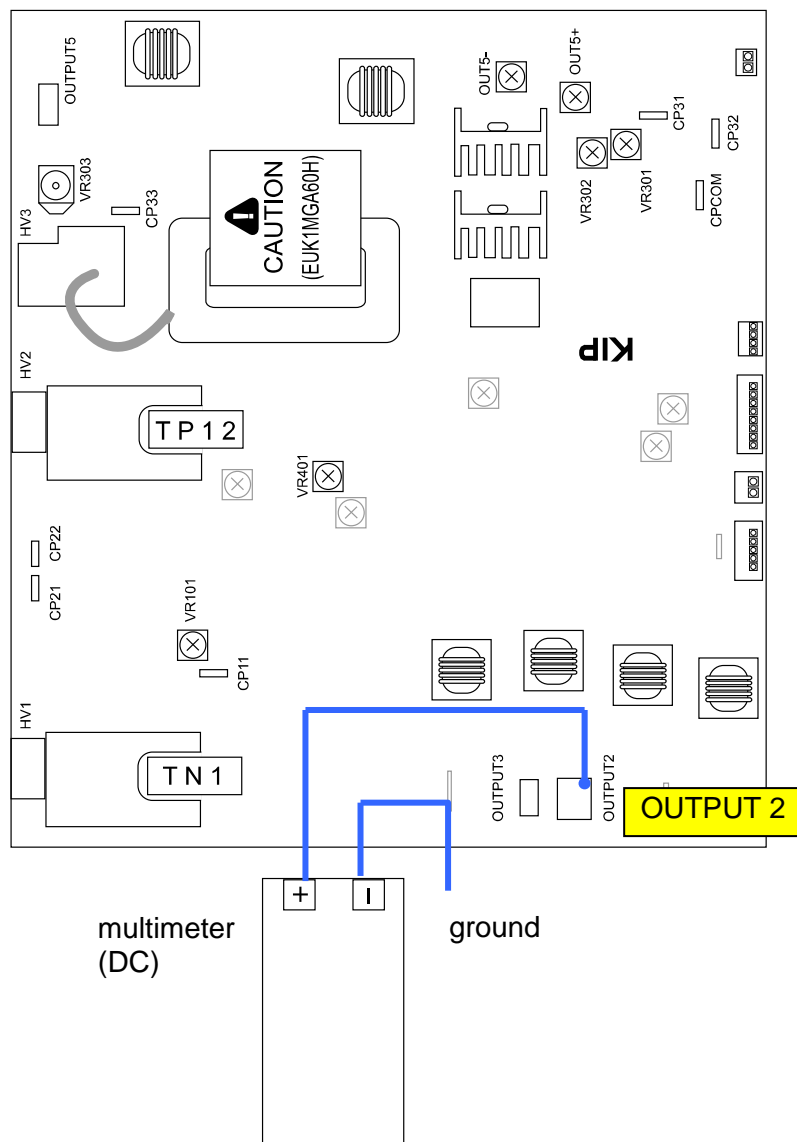 OUTPUT5
VR303
CP33
HV3
CAUTION
(EUK1MGA60H)
OUT5-
OUT5+
CP31
CP32
VR302
VR301
CPCOM
KIP
HV2
TP12
VR401
CP22
CP21
VR101
CP11
HV1
TN1
OUTPUT3
OUTPUT2
OUTPUT 2
+
−
multimeter
(DC)
ground